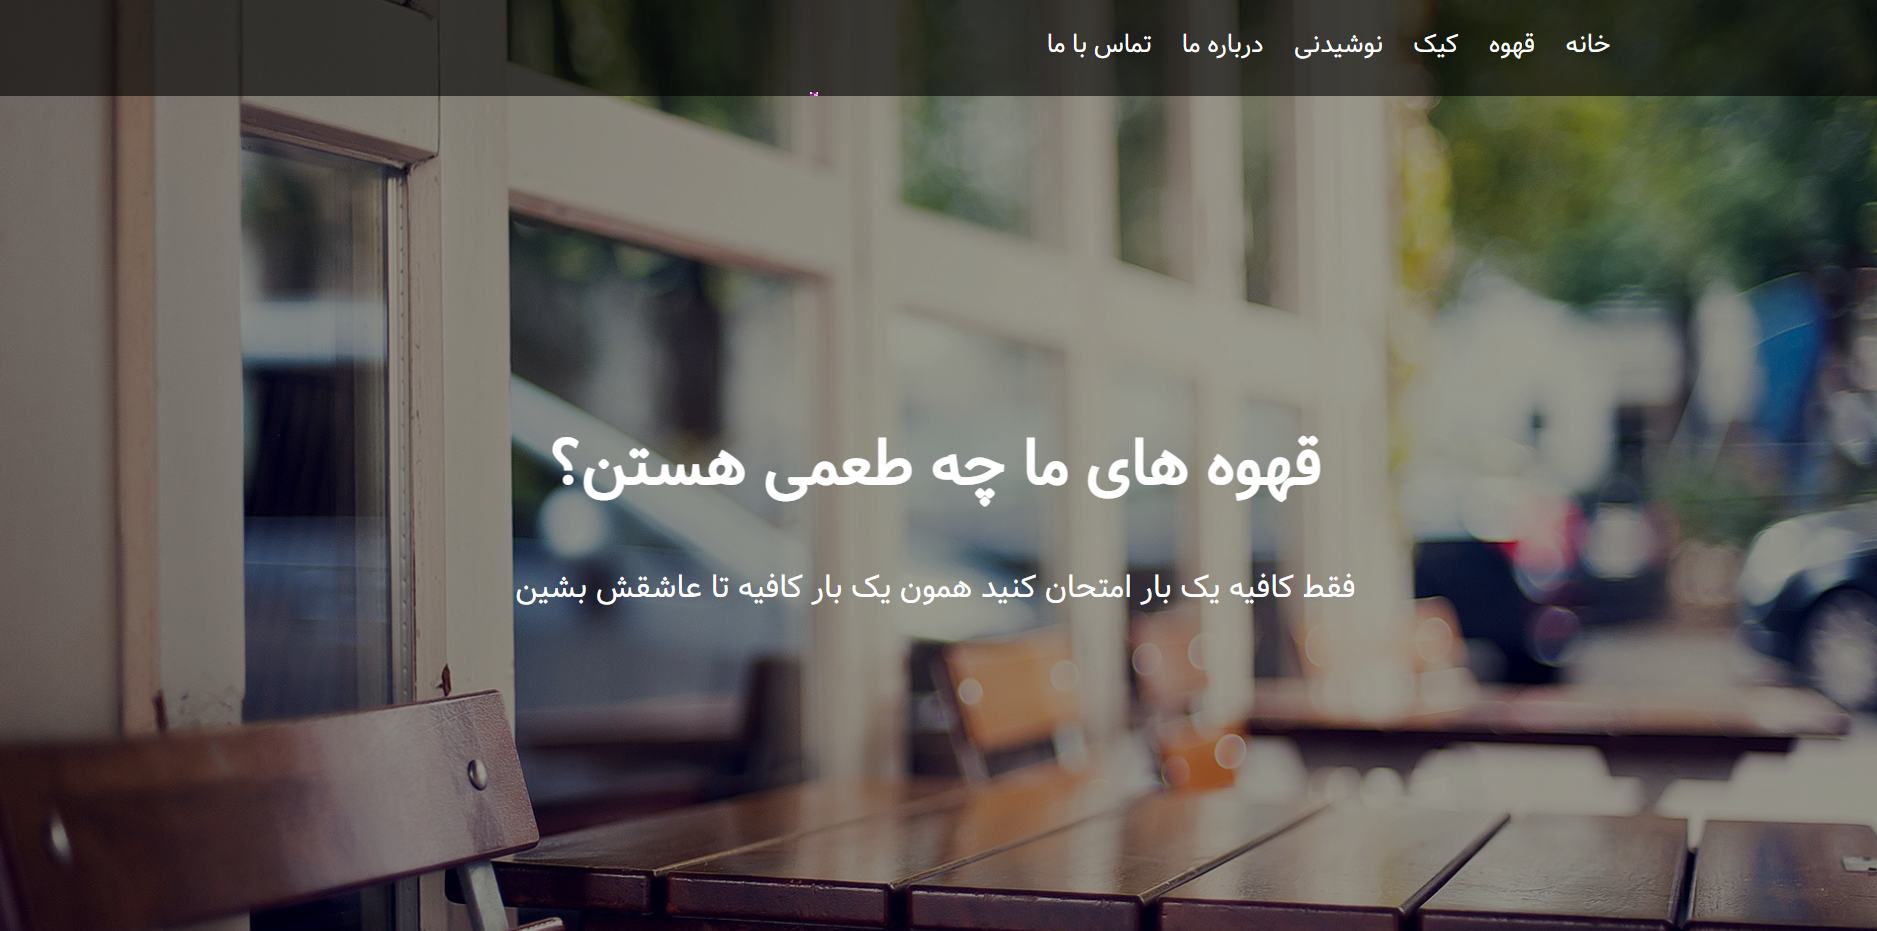 خانه قهوه کیک نوشیدنی درباره ما تماس با ما
قهوه های ما چه طعمی هستن؟
فقط کافیه یک بار امتحان کنید همون یک بار کافیه تا عاشقش بشین